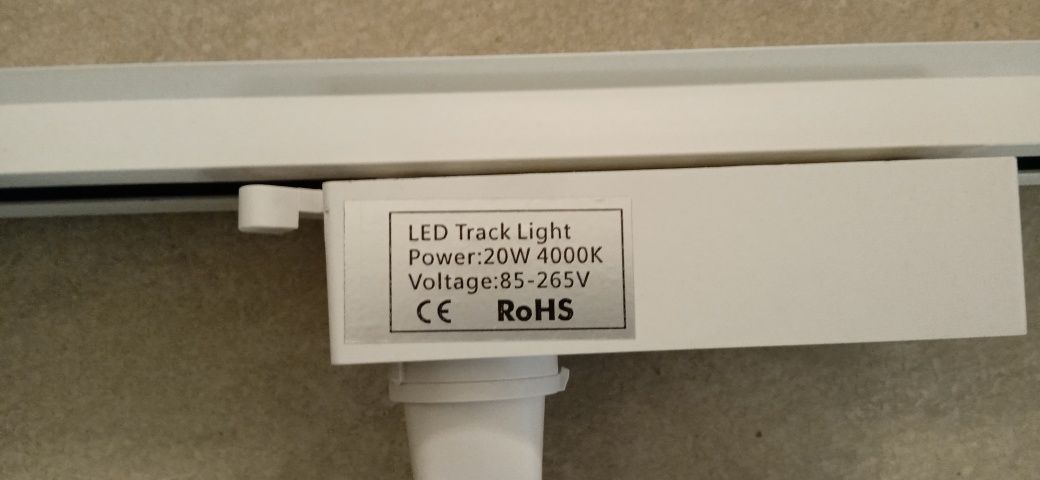 LED Track Light
Power:20W 4000K
Voltage:85-265V
CE RoHS